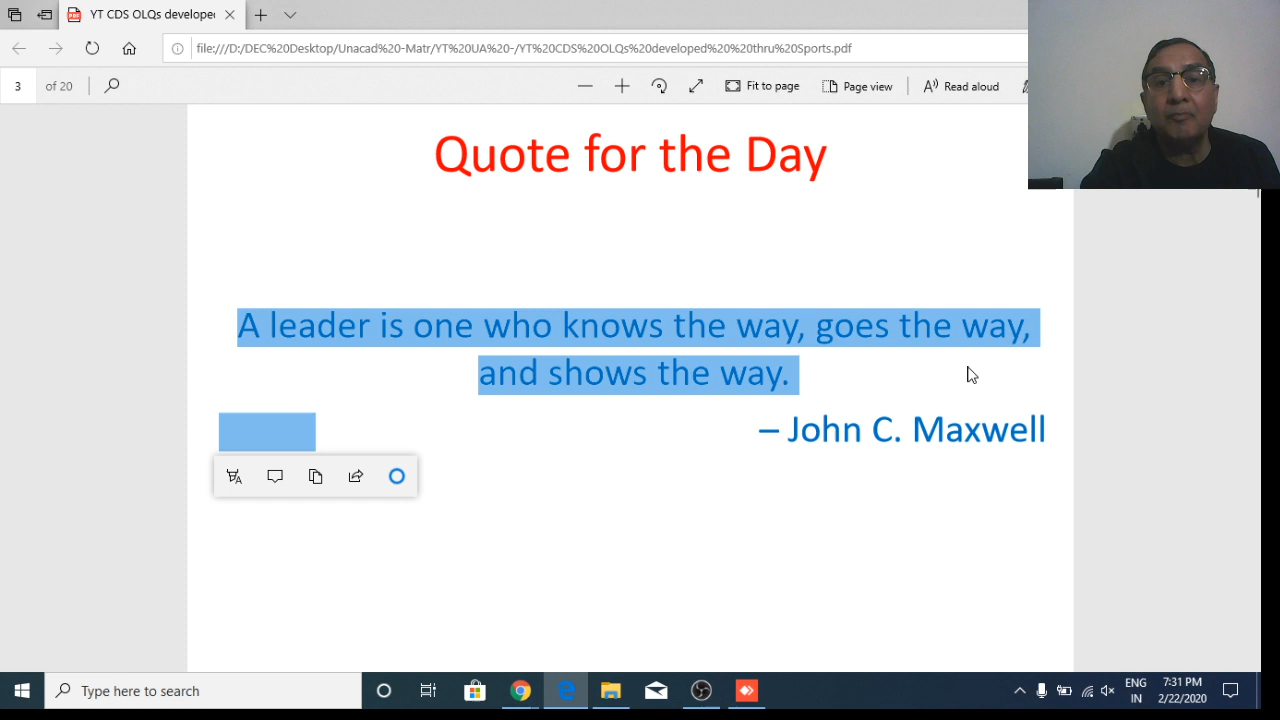 YT CDS OLQs develope
file:///D:/DEC%20Desktop/Unacad%20-Matr/YT%20UA%20-/YT%20CDS%20OLQs%20developed%20%20thru%20Sports.pdf
3 of 20
Fit to page
Page view
Read aloud
Quote for the Day
A leader is one who knows the way, goes the way,
and shows the way.
– John C. Maxwell
Type here to search
ENG
IN
7:31 PM
2/22/2020